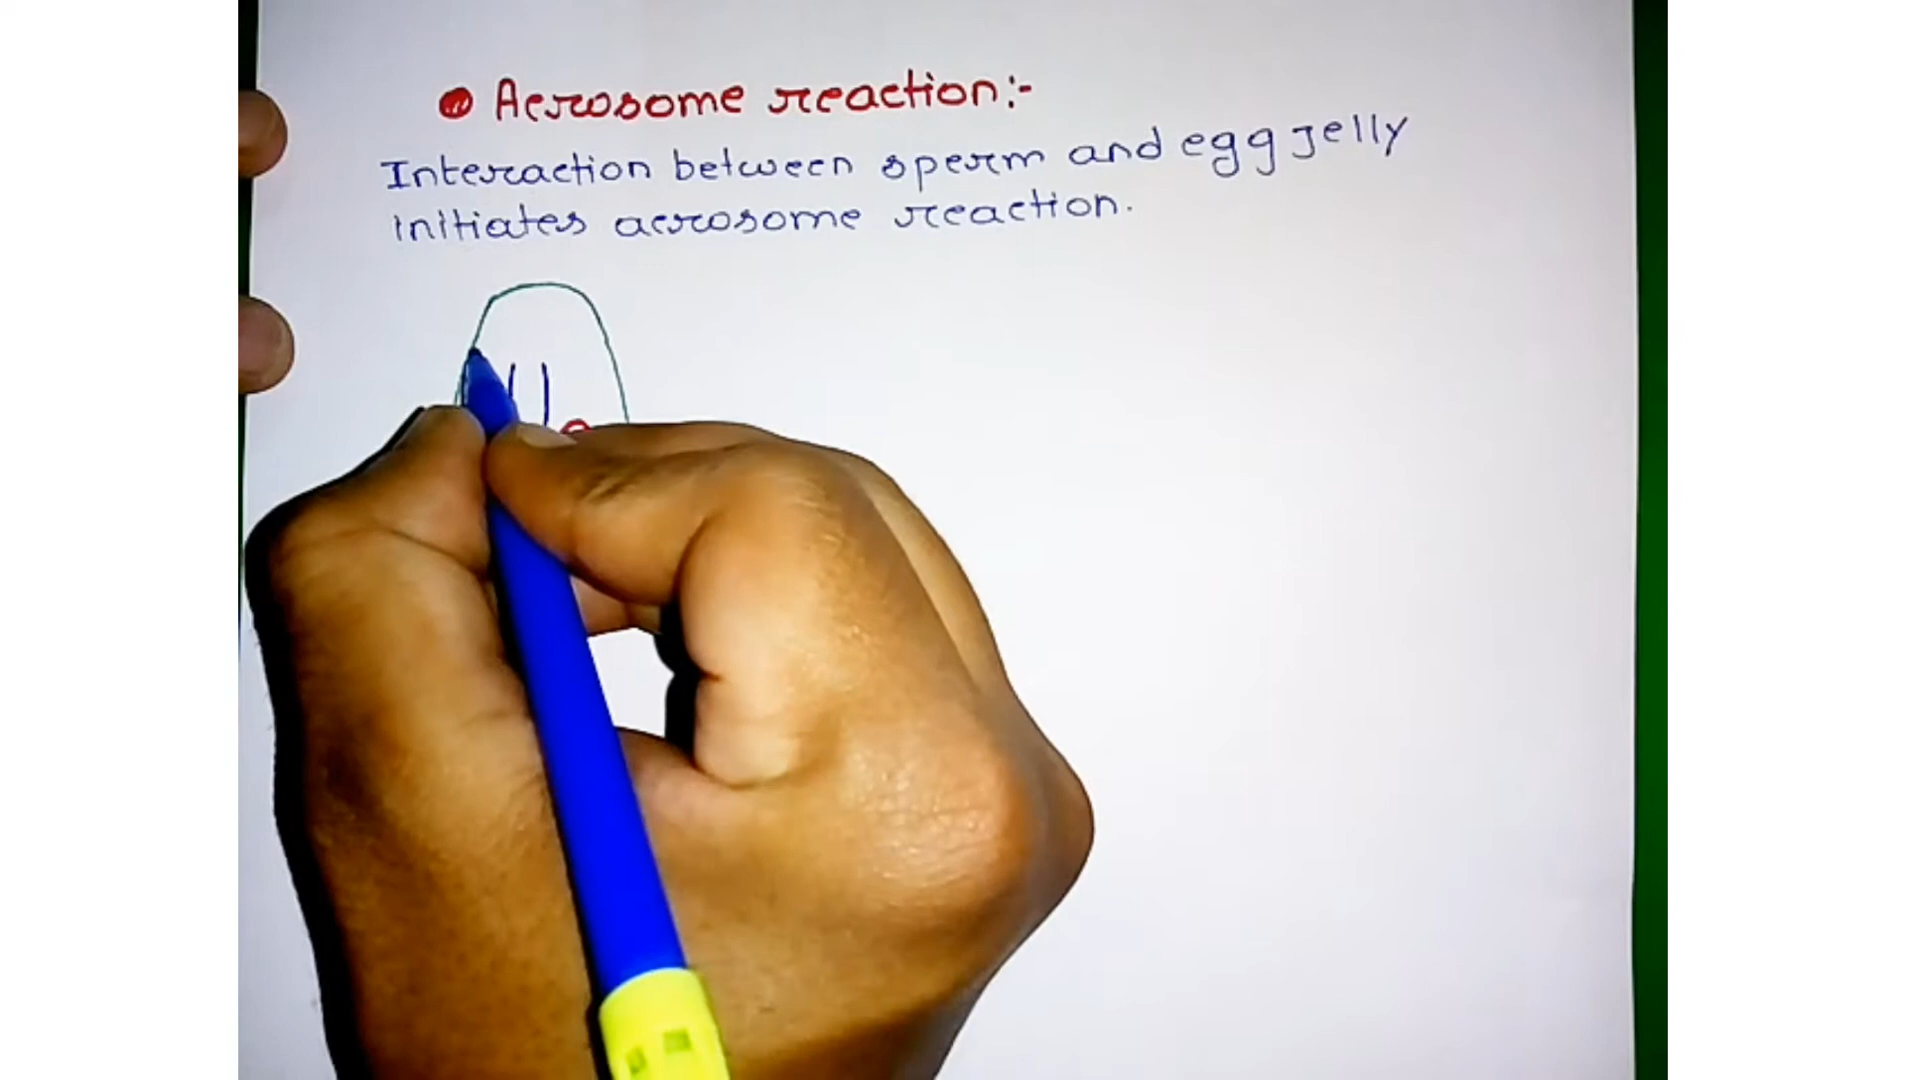 Acrosome reaction:-
Interaction between sperm and egg jelly
initiates acrosome reaction.